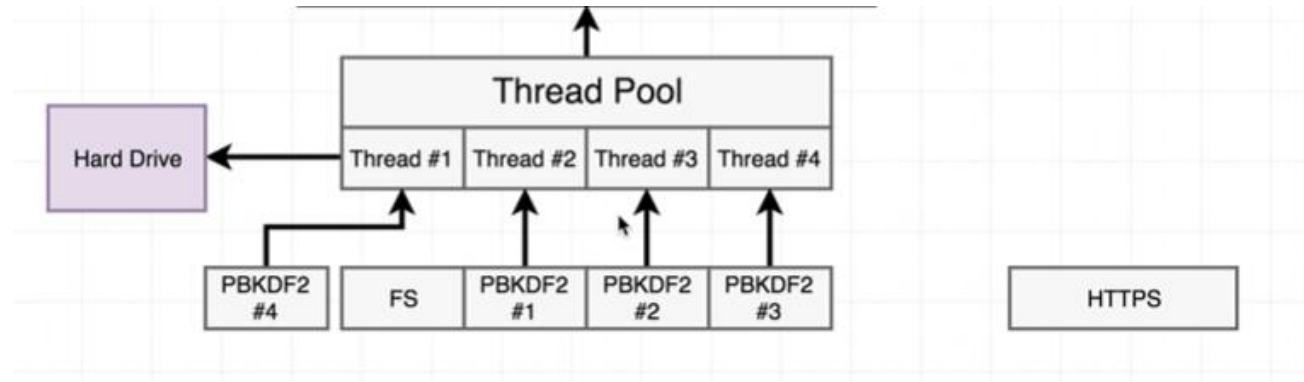 Thread Pool
Hard Drive
Thread #1
Thread #2
Thread #3
Thread #4
PBKDF2
#4
FS
PBKDF2
#1
PBKDF2
#2
PBKDF2
#3
HTTPS